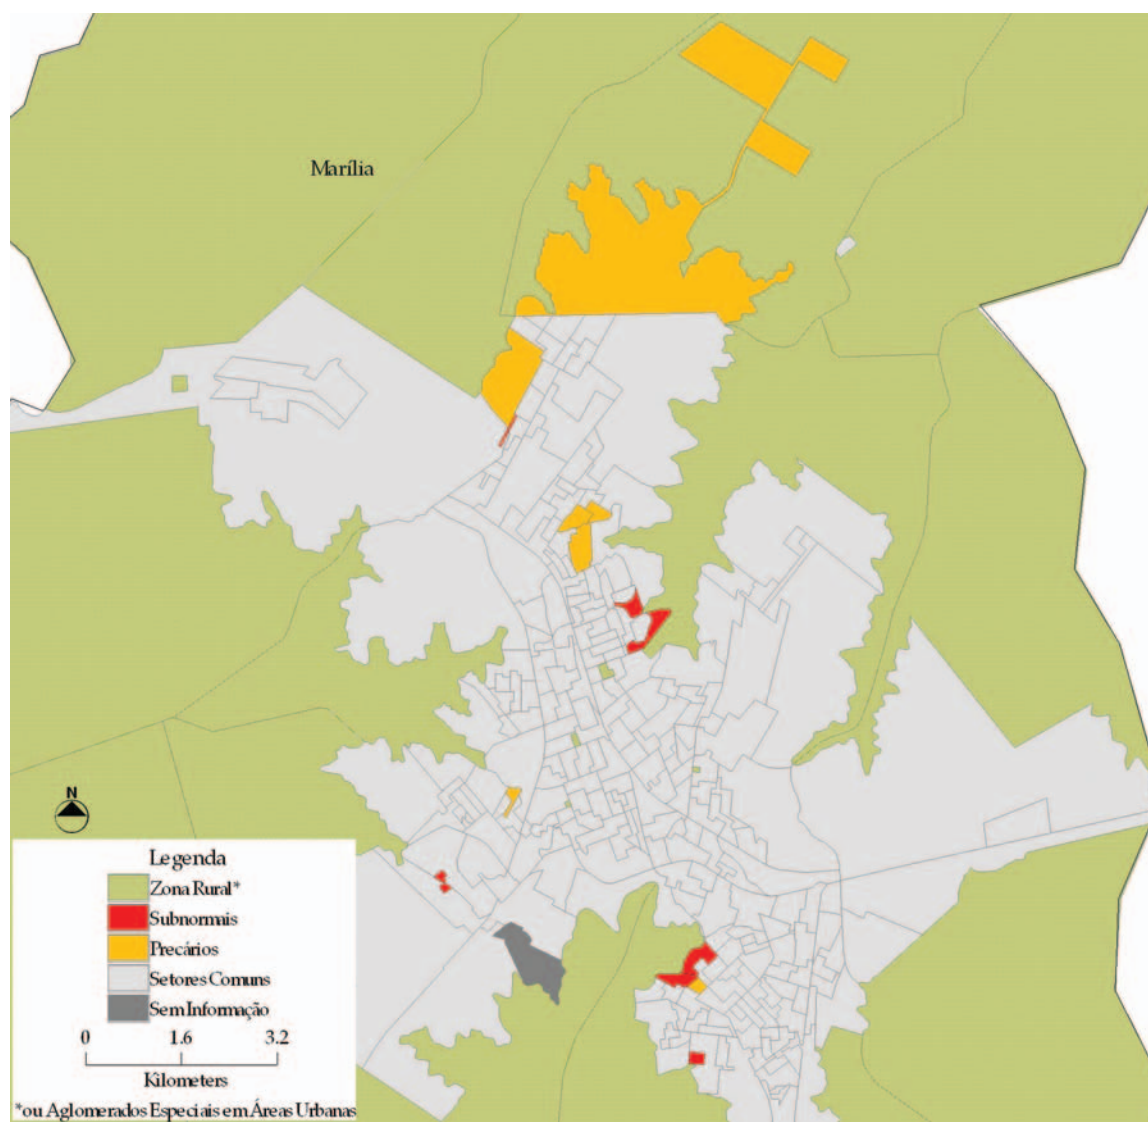 Marília
N
Legenda
Zona Rural*
Subnormais
Precários
Setores Comuns
Sem Informação
0 1.6 3.2
Kilometers
*ou Aglomerados Especiais em Áreas Urbanas